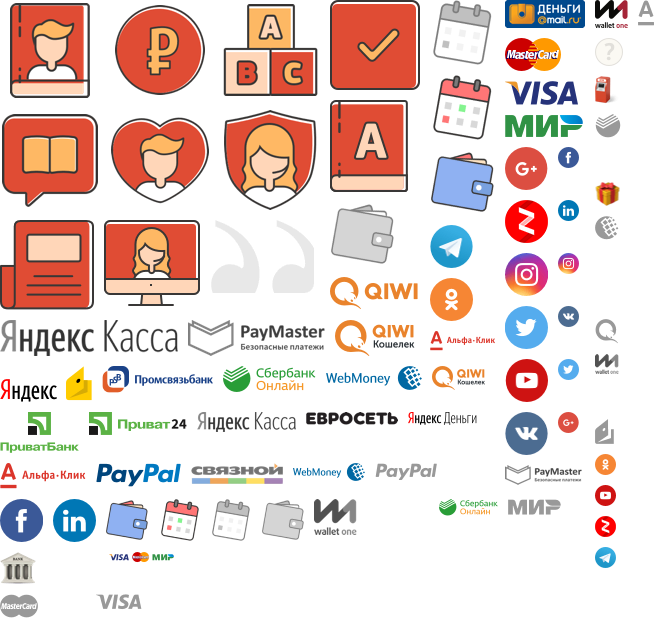 ДЕНЬГИ
@mail.ru
wallet one
A
B C
MasterCard
VISA
МИР
A
G+
QIWI
Яндекс Касса
PayMaster
Безопасные платежи
QIWI
Кошелек
А Альфа·Клик
Яндекс
Промсвязьбанк
Сбербанк
Онлайн
WebMoney
QIWI
Кошелек
wallet one
ПриватБанк
Приват24
Яндекс Касса
ЕВРОСЕТЬ
Яндекс Деньги
G+
А Альфа·Клик
PayPal
СВЯЗНОЙ
WebMoney
PayPal
PayMaster
Безопасные платежи
f
in
wallet one
Сбербанк
Онлайн
МИР
BANK
VISA МИР
MasterCard
VISA